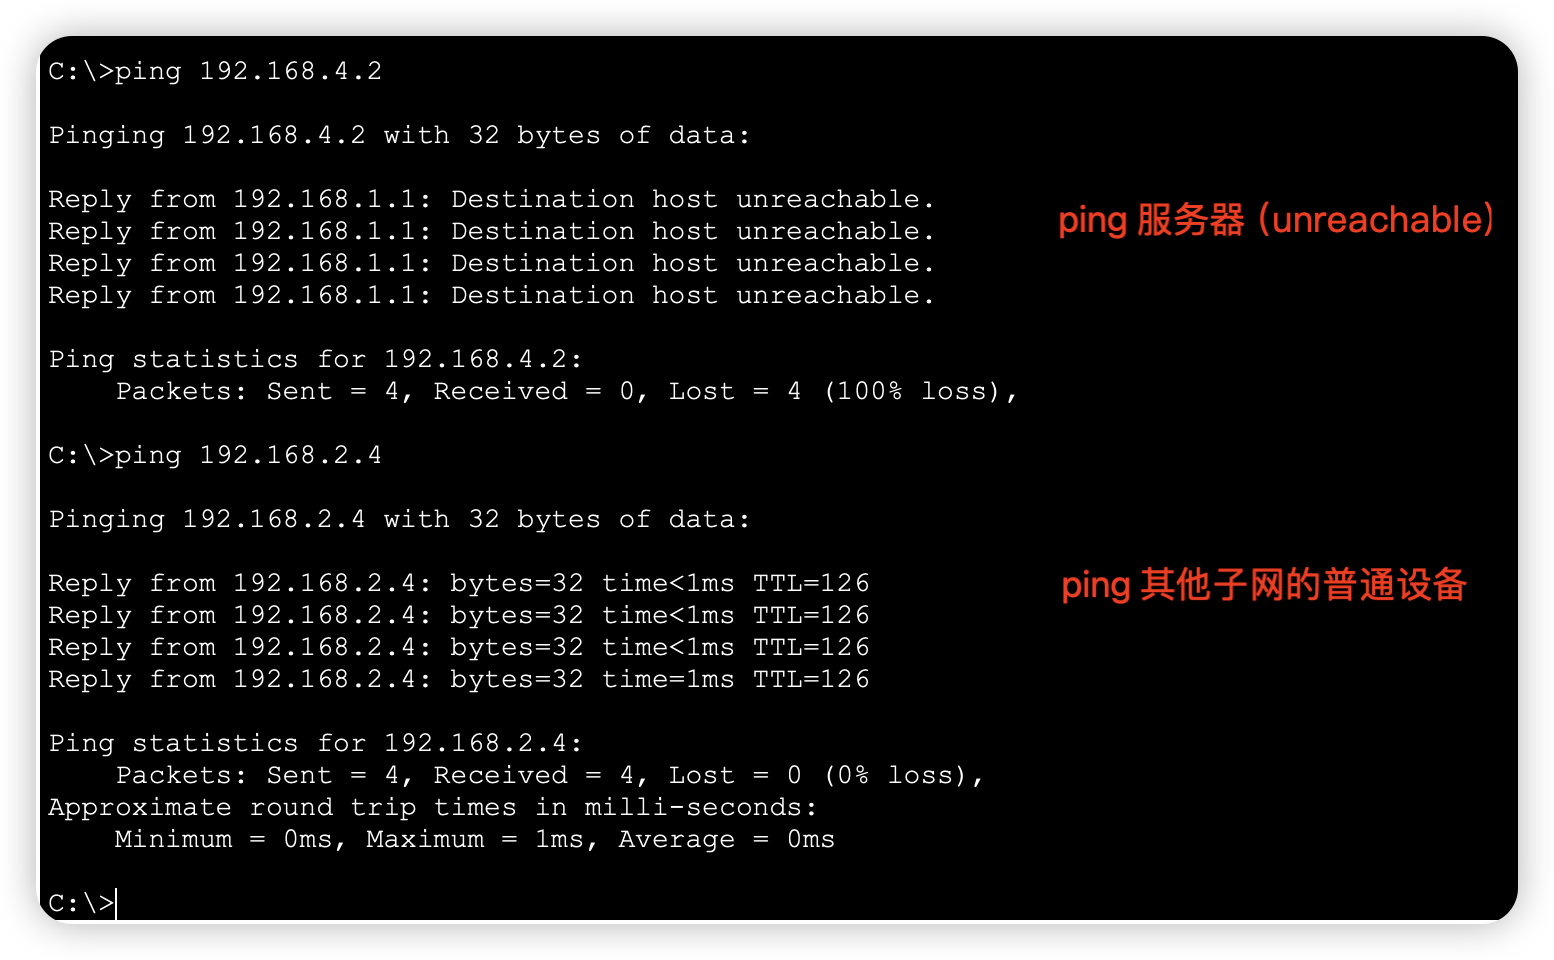 C:\>ping 192.168.4.2
Pinging 192.168.4.2 with 32 bytes of data:
Reply from 192.168.1.1: Destination host unreachable.
Reply from 192.168.1.1: Destination host unreachable.
Reply from 192.168.1.1: Destination host unreachable.
Reply from 192.168.1.1: Destination host unreachable.
ping 服务器 (unreachable)
Ping statistics for 192.168.4.2:
    Packets: Sent = 4, Received = 0, Lost = 4 (100% loss),
C:\>ping 192.168.2.4
Pinging 192.168.2.4 with 32 bytes of data:
Reply from 192.168.2.4: bytes=32 time<1ms TTL=126
Reply from 192.168.2.4: bytes=32 time<1ms TTL=126
Reply from 192.168.2.4: bytes=32 time<1ms TTL=126
Reply from 192.168.2.4: bytes=32 time=1ms TTL=126
ping 其他子网的普通设备
Ping statistics for 192.168.2.4:
    Packets: Sent = 4, Received = 4, Lost = 0 (0% loss),
Approximate round trip times in milli-seconds:
    Minimum = 0ms, Maximum = 1ms, Average = 0ms
C:\>